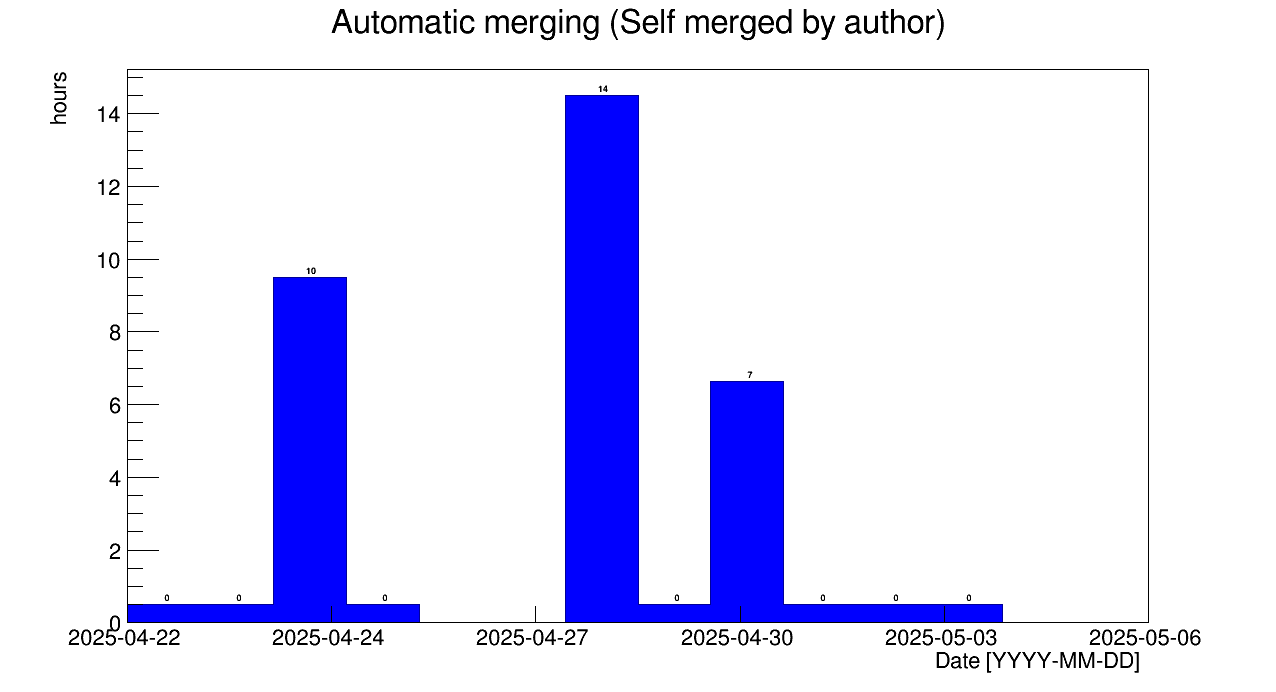 Automatic merging (Self merged by author)
hours
14
12
10
8
6
4
2
0
14
10
7
0 0 0 0 0 0 0
2025-04-22 2025-04-24 2025-04-27 2025-04-30 2025-05-03 2025-05-06
Date [YYYY-MM-DD]